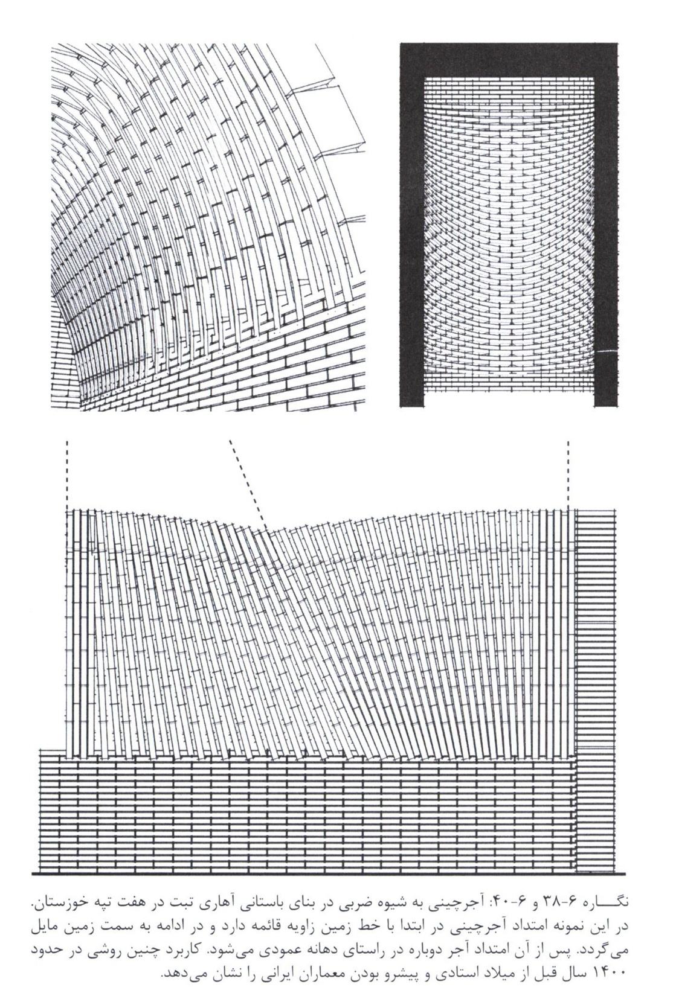 نگـــاره ۶-۳۸ و ۶-۴۰: آجرچینی به شیوه ضربی در بنای باستانی آهاری تبت در هفت تپه خوزستان.
در این نمونه امتداد آجرچینی در ابتدا با خط زمین زاویه قائمه دارد و در ادامه به سمت زمین مایل
می‌گردد. پس از آن امتداد آجر دوباره در راستای دهانه عمودی می‌شود. کاربرد چنین روشی در حدود
۱۴۰۰ سال قبل از میلاد استادی و پیشرو بودن معماران ایرانی را نشان می‌دهد.